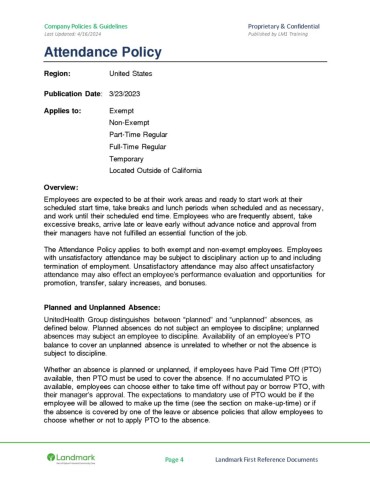 Company Policies & Guidelines Proprietary & Confidential
Last Updated: 4/16/2024 Published by LM1 Training
Attendance Policy
Region: United States
Publication Date: 3/23/2023
Applies to: Exempt
Non-Exempt
Part-Time Regular
Full-Time Regular
Temporary
Located Outside of California
Overview:
Employees are expected to be at their work areas and ready to start work at their
scheduled start time, take breaks and lunch periods when scheduled and as necessary,
and work until their scheduled end time. Employees who are frequently absent, take
excessive breaks, arrive late or leave early without advance notice and approval from
their managers have not fulfilled an essential function of the job.
The Attendance Policy applies to both exempt and non-exempt employees. Employees
with unsatisfactory attendance may be subject to disciplinary action up to and including
termination of employment. Unsatisfactory attendance may also affect unsatisfactory
attendance may also effect an employee's performance evaluation and opportunities for
promotion, transfer, salary increases, and bonuses.
Planned and Unplanned Absence:
UnitedHealth Group distinguishes between "planned" and "unplanned" absences, as
defined below. Planned absences do not subject an employee to discipline; unplanned
absences may subject an employee to discipline. Availability of an employee's PTO
balance to cover an unplanned absence is unrelated to whether or not the absence is
subject to discipline.
Whether an absence is planned or unplanned, if employees have Paid Time Off (PTO)
available, then PTO must be used to cover the absence. If no accumulated PTO is
available, employees can choose either to take time off without pay or borrow PTO, with
their manager's approval. The expectations to mandatory use of PTO would be if the
employee will be allowed to make up the time (see the section on make-up-time) or if
the absence is covered by one of the leave or absence policies that allow employees to
choose whether or not to apply PTO to the absence.
Landmark Page 4 Landmark First Reference Documents